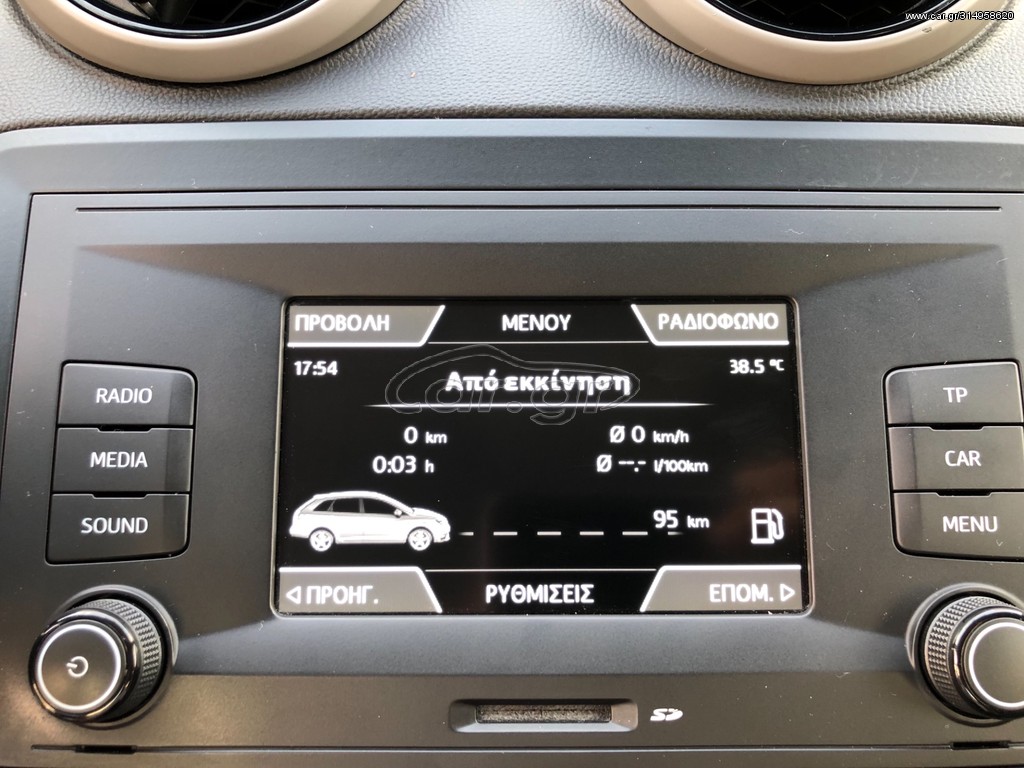 www.car.gr/314958620
ΠΡΟΒΟΛΗ ΜΕΝΟΥ ΡΑΔΙΟΦΩΝΟ
17:54 38.5 °C
Από εκκίνηση
car.gr
RADIO TP
0 km Ø 0 km/h
MEDIA 0:03 h Ø --.- l/100km CAR
SOUND 95 km MENU
ΠΡΟΗΓ. ΡΥΘΜΙΣΕΙΣ ΕΠΟΜ.
SD